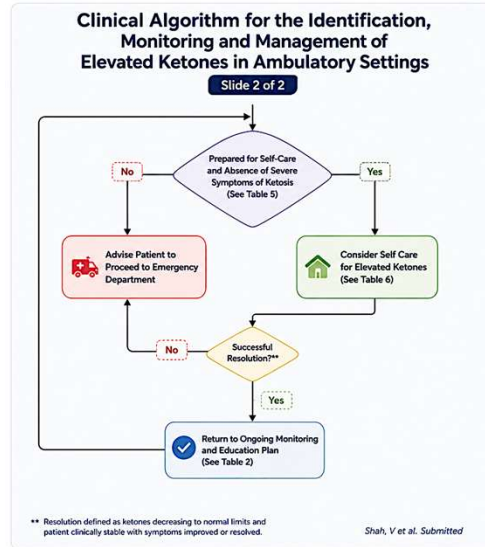 Clinical Algorithm for the Identification,
Monitoring and Management of
Elevated Ketones in Ambulatory Settings
Slide 2 of 2
Prepared for Self-Care
and Absence of Severe
Symptoms of Ketosis
(See Table 5)
No
Yes
Advise Patient to
Proceed to Emergency
Department
Consider Self Care
for Elevated Ketones
(See Table 6)
Successful
Resolution?**
No
Yes
Return to Ongoing Monitoring
and Education Plan
(See Table 2)
** Resolution defined as ketones decreasing to normal limits and
patient clinically stable with symptoms improved or resolved.
Shah, V et al. Submitted